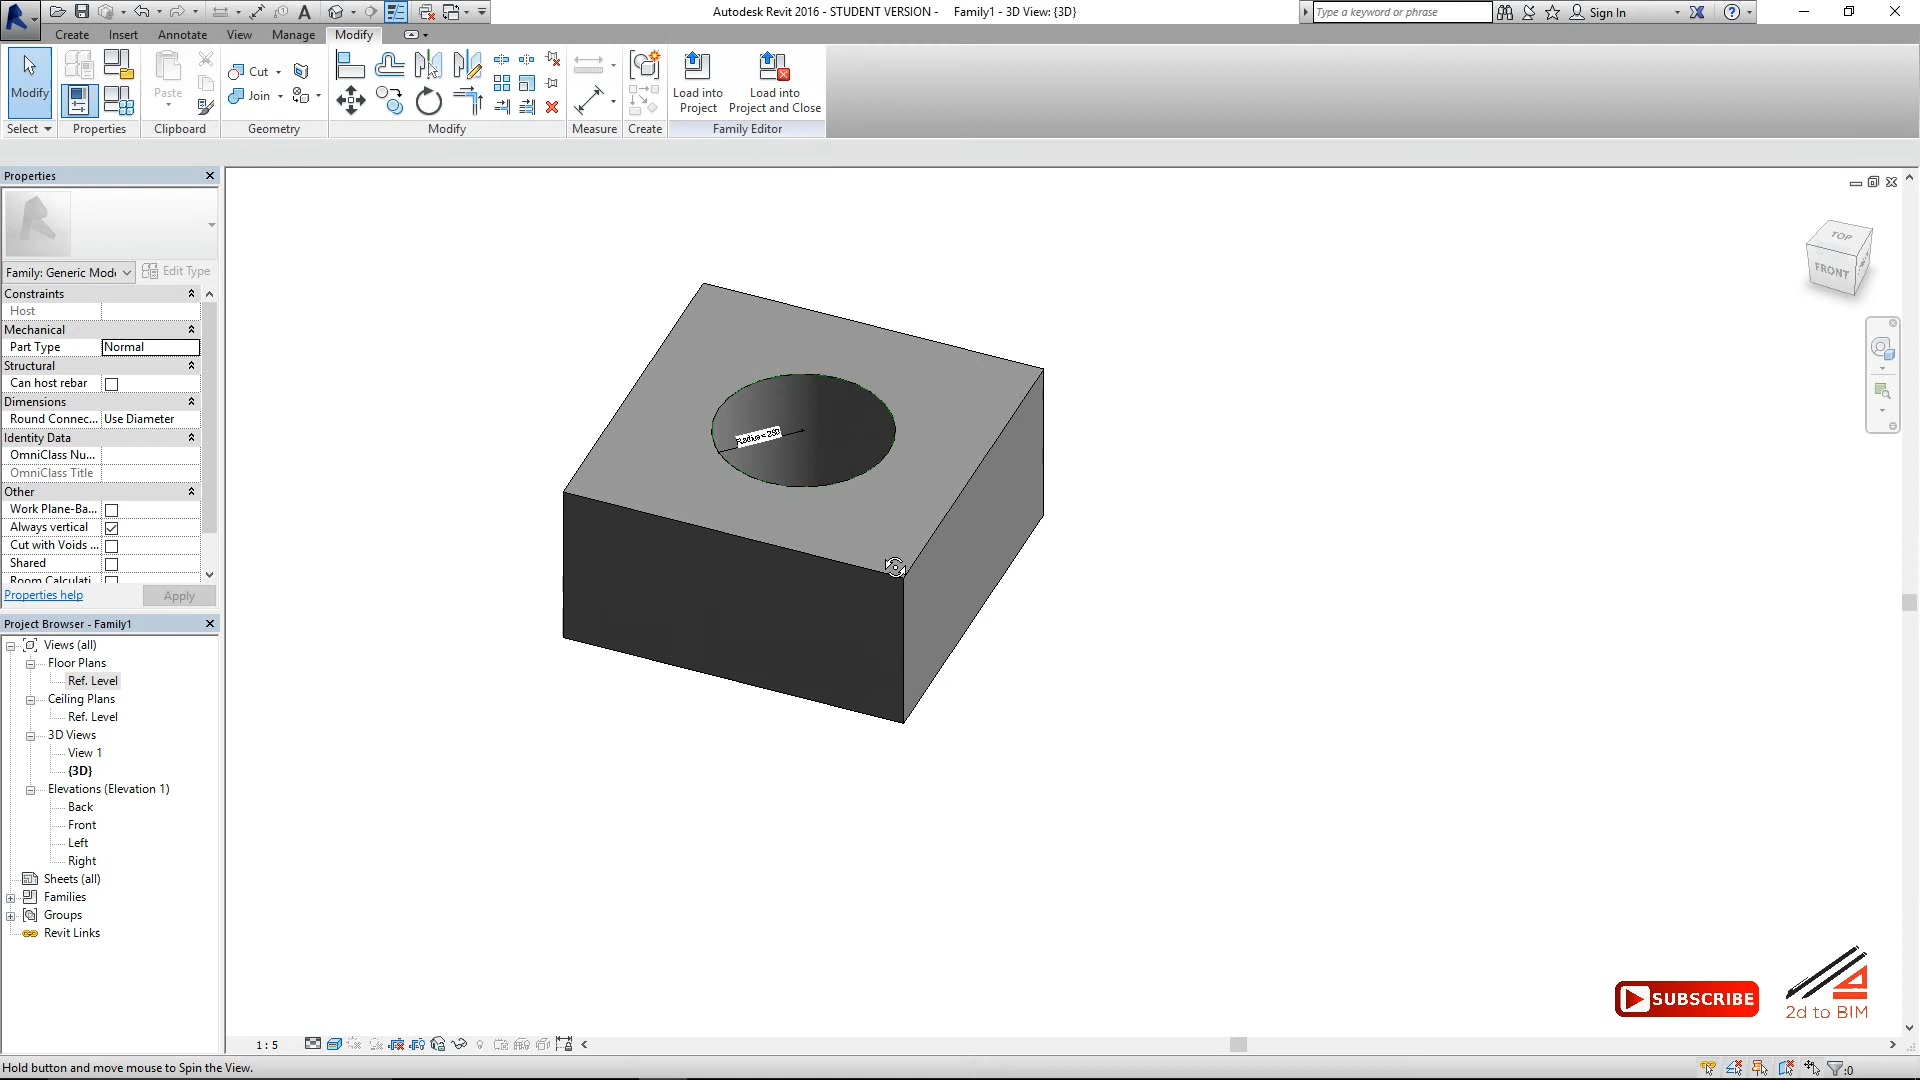 Autodesk Revit 2016 - STUDENT VERSION - Family1 - 3D View: {3D}
Type a keyword or phrase
Sign In
Create Insert Annotate View Manage Modify
Modify
Paste
Cut
Join
Load into Project
Load into Project and Close
Select Properties Clipboard Geometry Modify Measure Create Family Editor
Properties
Family: Generic Mode
Edit Type
Constraints
Host
Mechanical
Part Type Normal
Structural
Can host rebar
Dimensions
Round Connec... Use Diameter
Identity Data
OmniClass Nu...
OmniClass Title
Other
Work Plane-Ba...
Always vertical
Cut with Voids ...
Shared
Room Calculati
Properties help
Apply
Project Browser - Family1
Views (all)
Floor Plans
Ref. Level
Ceiling Plans
Ref. Level
3D Views
View 1
{3D}
Elevations (Elevation 1)
Back
Front
Left
Right
Sheets (all)
Families
Groups
Revit Links
TOP
FRONT
Radius = 250
SUBSCRIBE
2d to BIM
1 : 5
Hold button and move mouse to Spin the View.
:0